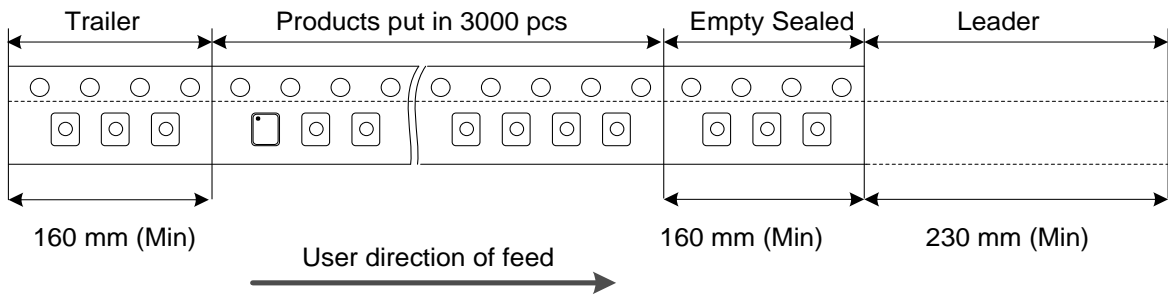 Trailer
Products put in 3000 pcs
Empty Sealed
Leader
160 mm (Min)
160 mm (Min)
230 mm (Min)
User direction of feed